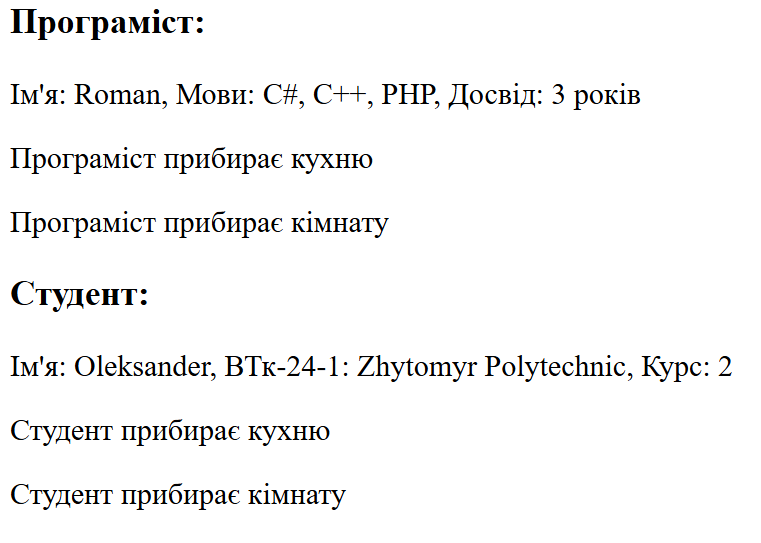 Програміст:
Ім'я: Roman, Мови: C#, C++, PHP, Досвід: 3 років
Програміст прибирає кухню
Програміст прибирає кімнату
Студент:
Ім'я: Oleksander, ВТк-24-1: Zhytomyr Polytechnic, Курс: 2
Студент прибирає кухню
Студент прибирає кімнату